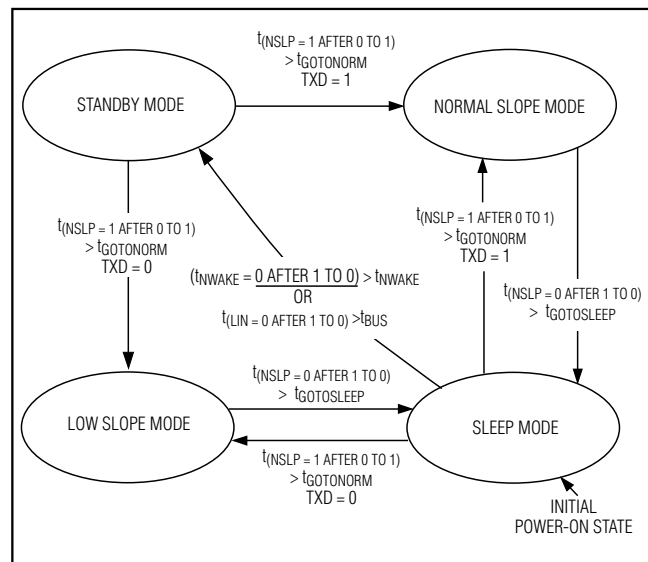 t(NSLP = 1 AFTER 0 TO 1)
> tGOTONORM
TXD = 1
STANDBY MODE
NORMAL SLOPE MODE
t(NSLP = 1 AFTER 0 TO 1)
> tGOTONORM
TXD = 0
t(NSLP = 1 AFTER 0 TO 1)
> tGOTONORM
TXD = 1
(tNWAKE = 0 AFTER 1 TO 0) > tNWAKE
OR
t(LIN = 0 AFTER 1 TO 0) >tBUS
t(NSLP = 0 AFTER 1 TO 0)
> tGOTOSLEEP
t(NSLP = 0 AFTER 1 TO 0)
> tGOTOSLEEP
LOW SLOPE MODE
SLEEP MODE
t(NSLP = 1 AFTER 0 TO 1)
> tGOTONORM
TXD = 0
INITIAL
POWER-ON STATE